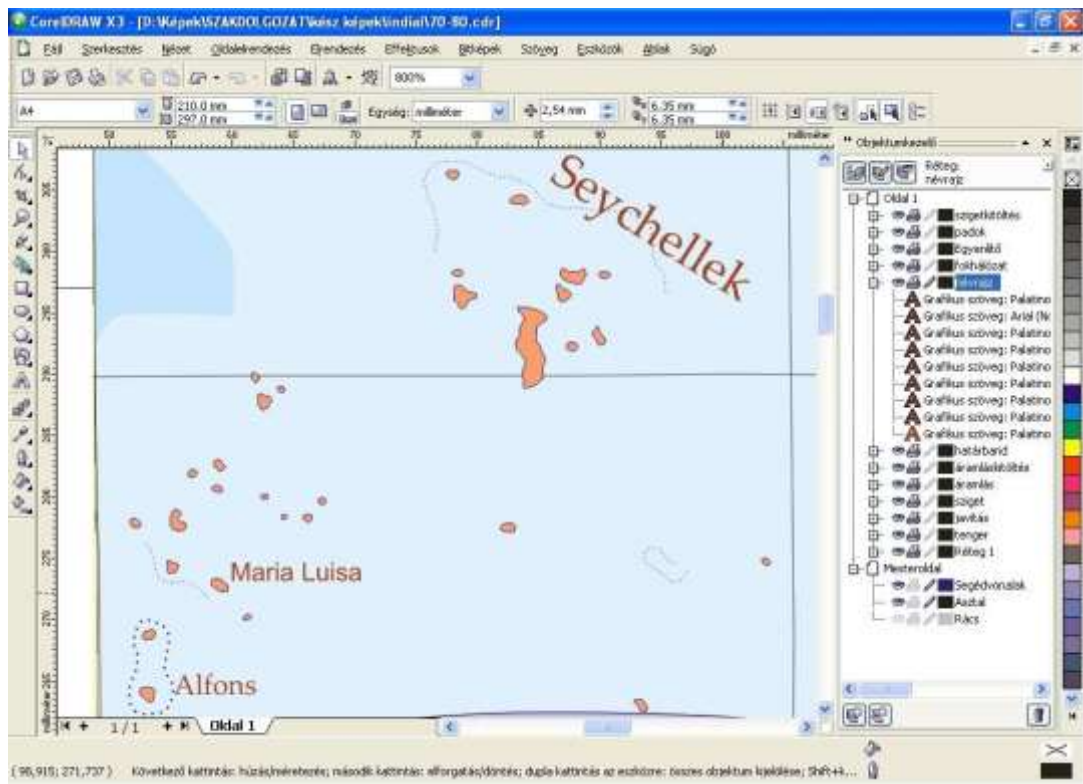 CorelDRAW X3 - [D:\Képek\SZAKDOLGOZAT\kész képek\indiai\70-80.cdr]
Fájl Szerkesztés Nézet Oldalelrendezés Elrendezés Effektusok Bitképek Szöveg Eszközök Ablak Súgó
800%
A4 210.0 mm 297.0 mm Egység: milliméter 2,54 mm 6.35 mm 6.35 mm
milliméter
Objektumkezelő
Réteg:
névrajz
Oldal 1
szigetkitöltés
padok
Egyenlítő
fokhálózat
névrajz
Grafikus szöveg: Palatino
Grafikus szöveg: Arial (No
Grafikus szöveg: Palatino
Grafikus szöveg: Palatino
Grafikus szöveg: Palatino
Grafikus szöveg: Palatino
Grafikus szöveg: Palatino
Grafikus szöveg: Palatino
Grafikus szöveg: Palatino
határband
áramláskitöltés
áramlás
sziget
javítás
tenger
Réteg 1
Mesteroldal
Segédvonalak
Asztal
Rács
Seychellek
Maria Luisa
Alfons
1/1 Oldal 1
(98,915; 271,737) Következő kattintás: húzás/méretezés; második kattintás: elforgatás/döntés; dupla kattintás az eszközre: összes objektum kijelölése; Shift+k...